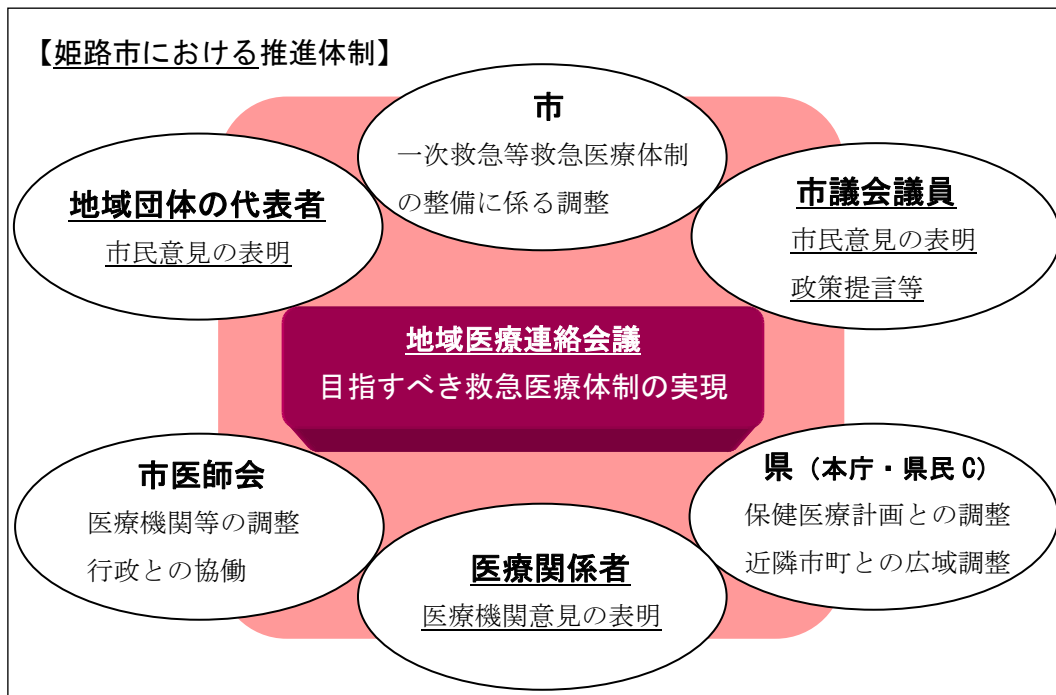 【姫路市における推進体制】
市
一次救急等救急医療体制
の整備に係る調整
地域団体の代表者
市民意見の表明
市議会議員
市民意見の表明
政策提言等
地域医療連絡会議
目指すべき救急医療体制の実現
市医師会
医療機関等の調整
行政との協働
医療関係者
医療機関意見の表明
県（本庁・県民C）
保健医療計画との調整
近隣市町との広域調整